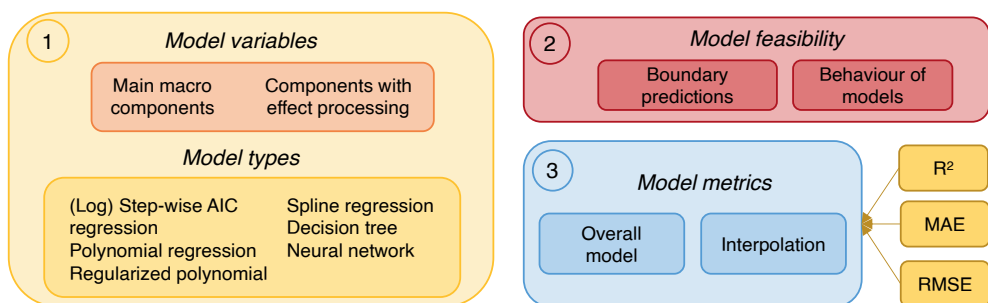 1
Model variables
Main macro
components
Components with
effect processing
Model types
(Log) Step-wise AIC
regression
Polynomial regression
Regularized polynomial
Spline regression
Decision tree
Neural network
2
Model feasibility
Boundary
predictions
Behaviour of
models
3
Model metrics
Overall
model
Interpolation
R²
MAE
RMSE